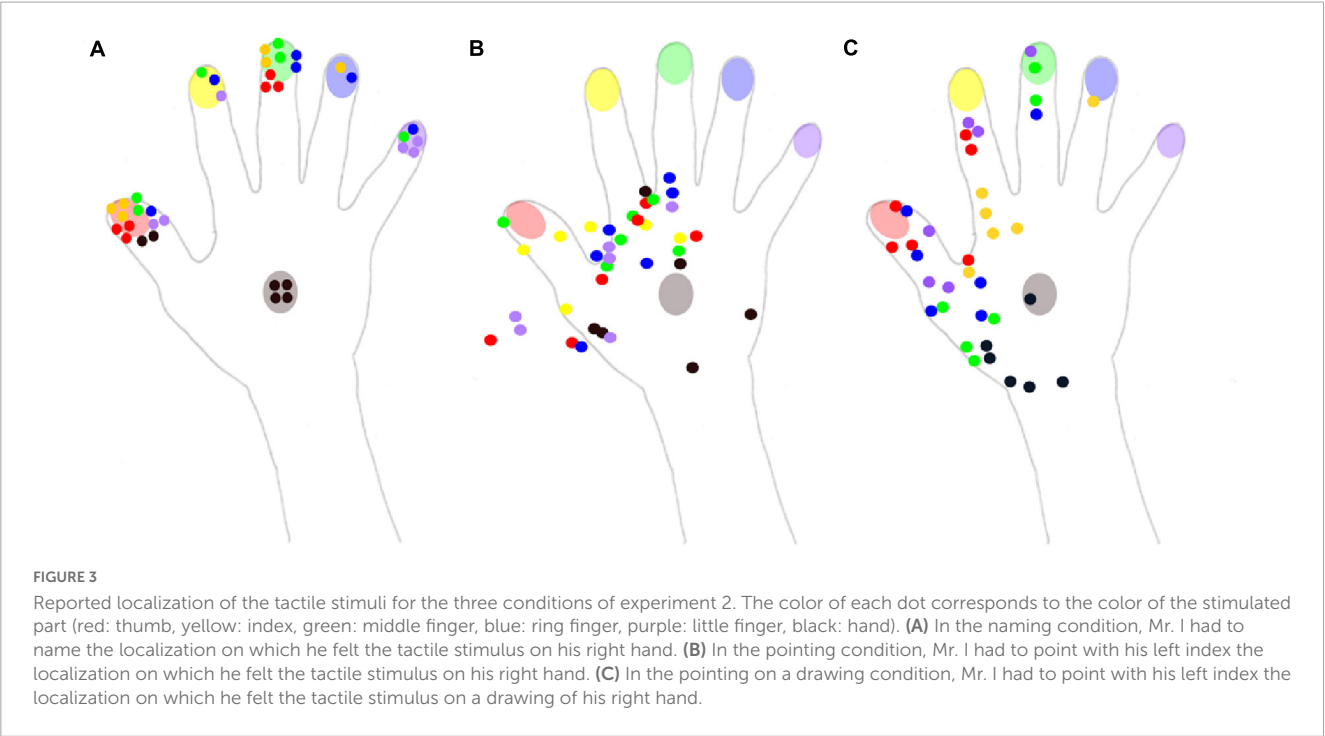 A
B
C
FIGURE 3
Reported localization of the tactile stimuli for the three conditions of experiment 2. The color of each dot corresponds to the color of the stimulated
part (red: thumb, yellow: index, green: middle finger, blue: ring finger, purple: little finger, black: hand). (A) In the naming condition, Mr. I had to
name the localization on which he felt the tactile stimulus on his right hand. (B) In the pointing condition, Mr. I had to point with his left index the
localization on which he felt the tactile stimulus on his right hand. (C) In the pointing on a drawing condition, Mr. I had to point with his left index the
localization on which he felt the tactile stimulus on a drawing of his right hand.